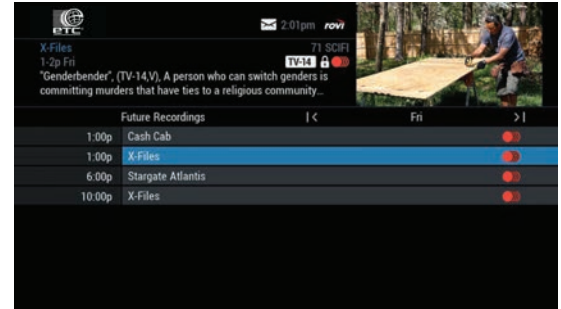 etc
2:01pm rovi
X-Files 71 SCIFI
1-2p Fri TV-14
"Genderbender", (TV-14,V), A person who can switch genders is
committing murders that have ties to a religious community...
Future Recordings |< Fri >|
1:00p Cash Cab
1:00p X-Files
6:00p Stargate Atlantis
10:00p X-Files